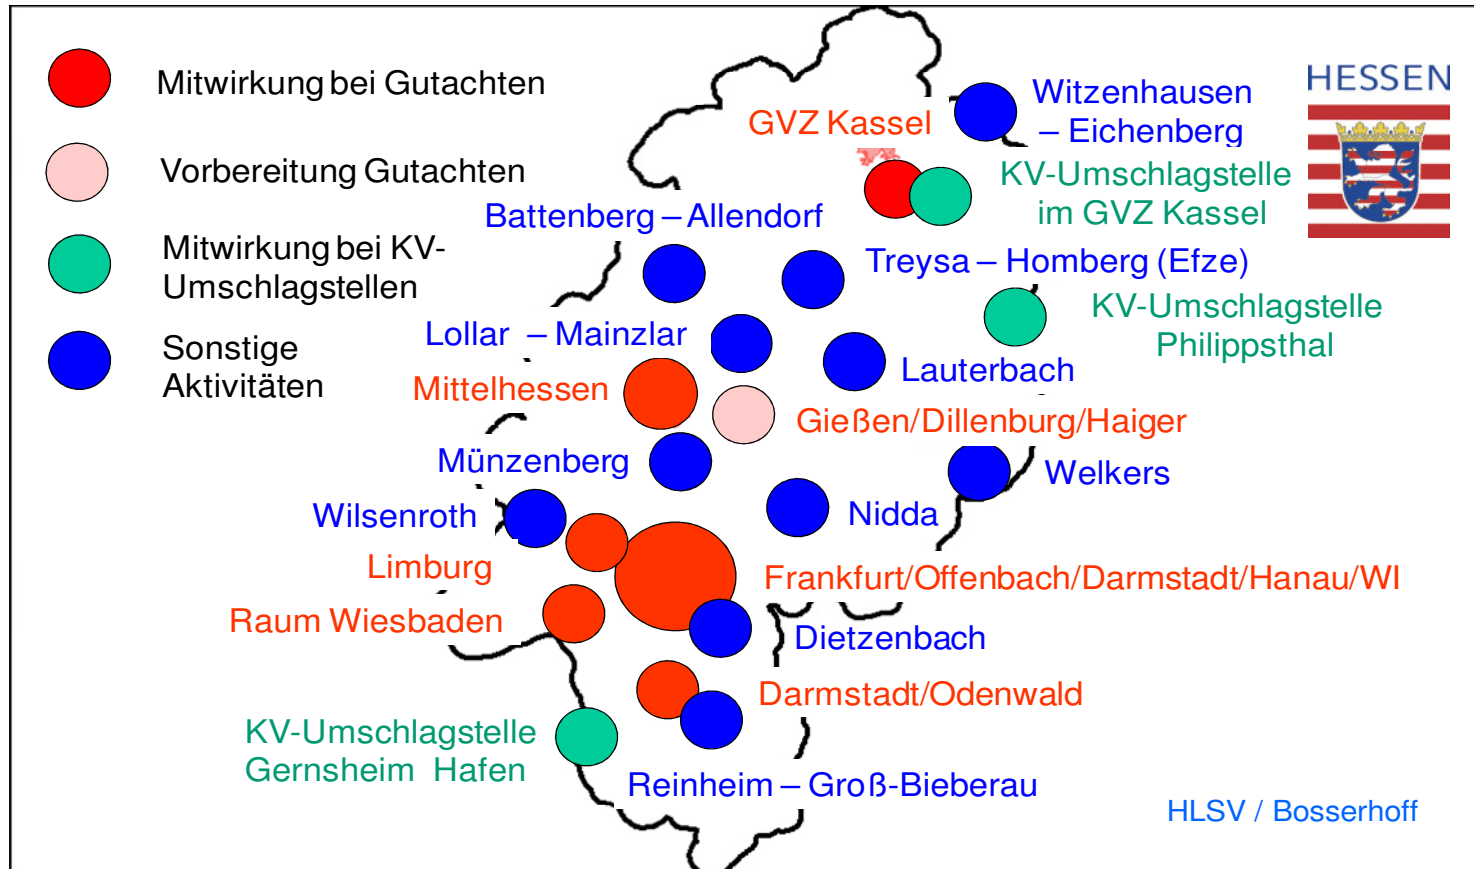 Mitwirkung bei Gutachten
Vorbereitung Gutachten
Mitwirkung bei KV-
Umschlagstellen
Sonstige
Aktivitäten
HESSEN
GVZ Kassel
Witzenhausen
– Eichenberg
KV-Umschlagstelle
im GVZ Kassel
Battenberg – Allendorf
Treysa – Homberg (Efze)
KV-Umschlagstelle
Philippsthal
Lollar – Mainzlar
Lauterbach
Mittelhessen
Gießen/Dillenburg/Haiger
Münzenberg
Welkers
Wilsenroth
Nidda
Limburg
Frankfurt/Offenbach/Darmstadt/Hanau/WI
Raum Wiesbaden
Dietzenbach
Darmstadt/Odenwald
KV-Umschlagstelle
Gernsheim Hafen
Reinheim – Groß-Bieberau
HLSV / Bosserhoff